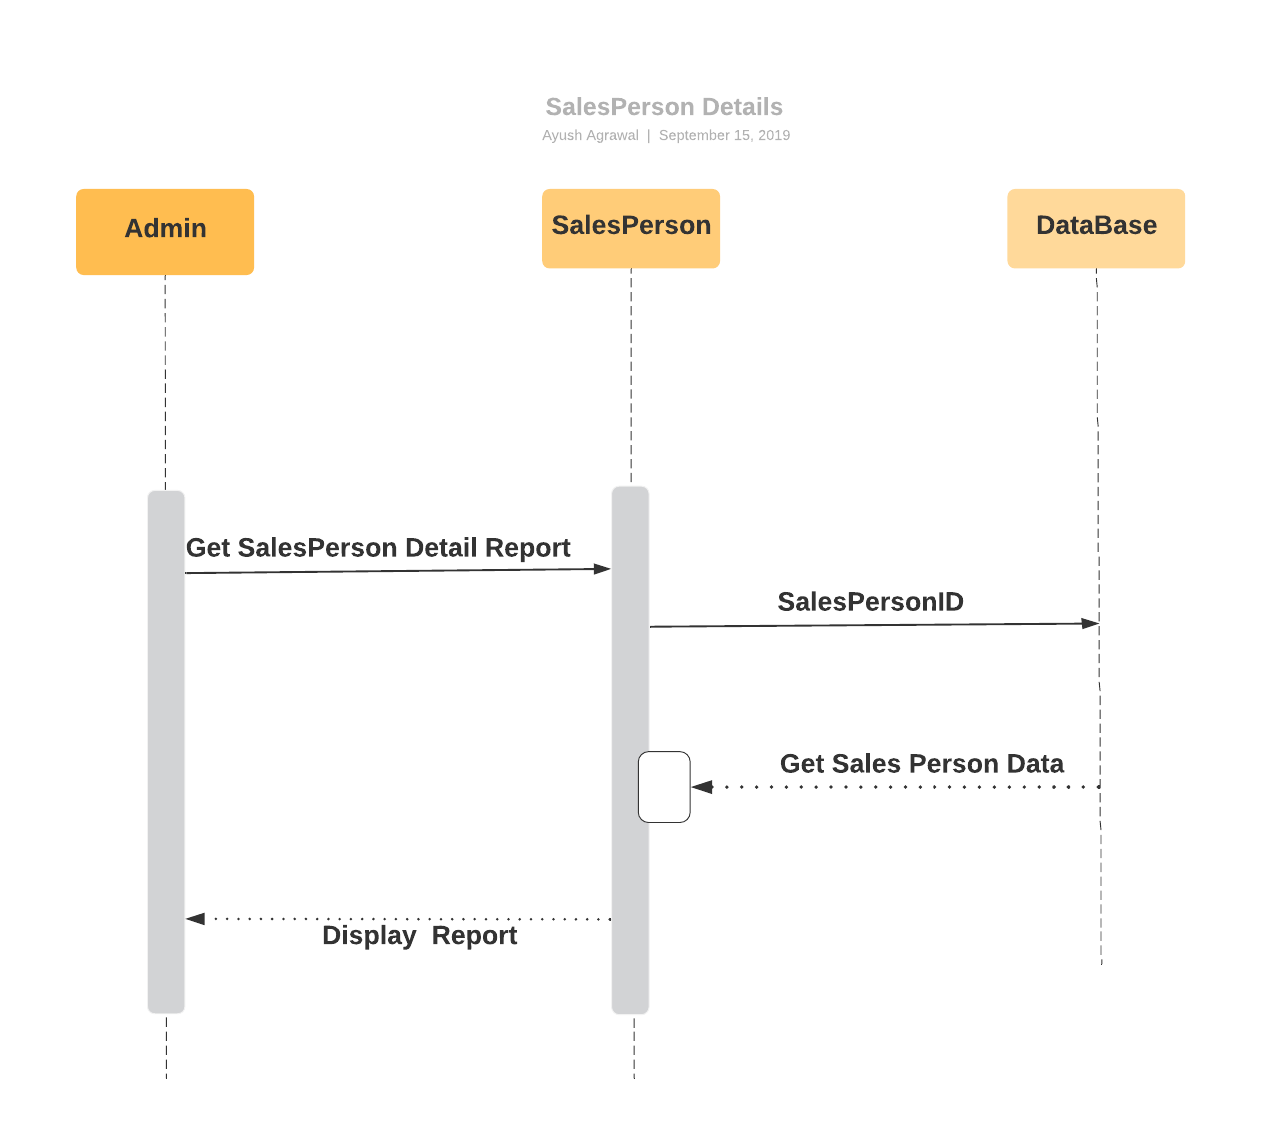 SalesPerson Details
Ayush Agrawal | September 15, 2019
Admin
SalesPerson
DataBase
Get SalesPerson Detail Report
SalesPersonID
Get Sales Person Data
Display Report